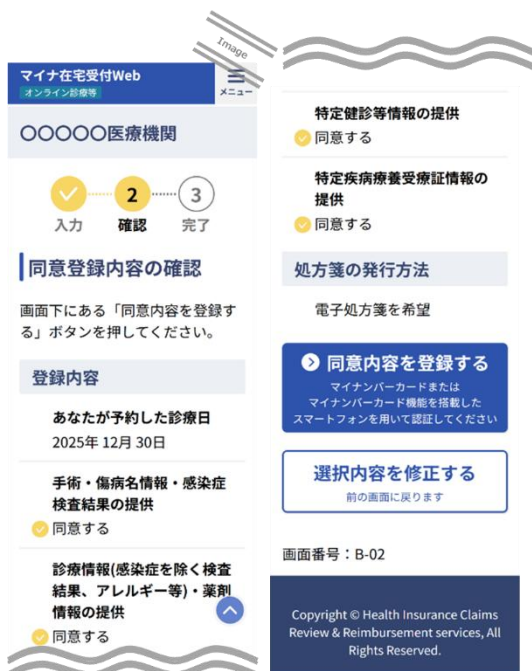 Image
マイナ在宅受付Web
オンライン診療等
メニュー
〇〇〇〇〇医療機関
2
3
入力
確認
完了
同意登録内容の確認
画面下にある「同意内容を登録す
る」ボタンを押してください。
登録内容
あなたが予約した診療日
2025年 12月 30日
手術・傷病名情報・感染症
検査結果の提供
同意する
診療情報(感染症を除く検査
結果、アレルギー等)・薬剤
情報の提供
同意する
特定健診等情報の提供
同意する
特定疾病療養受療証情報の
提供
同意する
処方箋の発行方法
電子処方箋を希望
同意内容を登録する
マイナンバーカードまたは
マイナンバーカード機能を搭載した
スマートフォンを用いて認証してください
選択内容を修正する
前の画面に戻ります
画面番号：B-02
Copyright © Health Insurance Claims
Review & Reimbursement services, All
Rights Reserved.